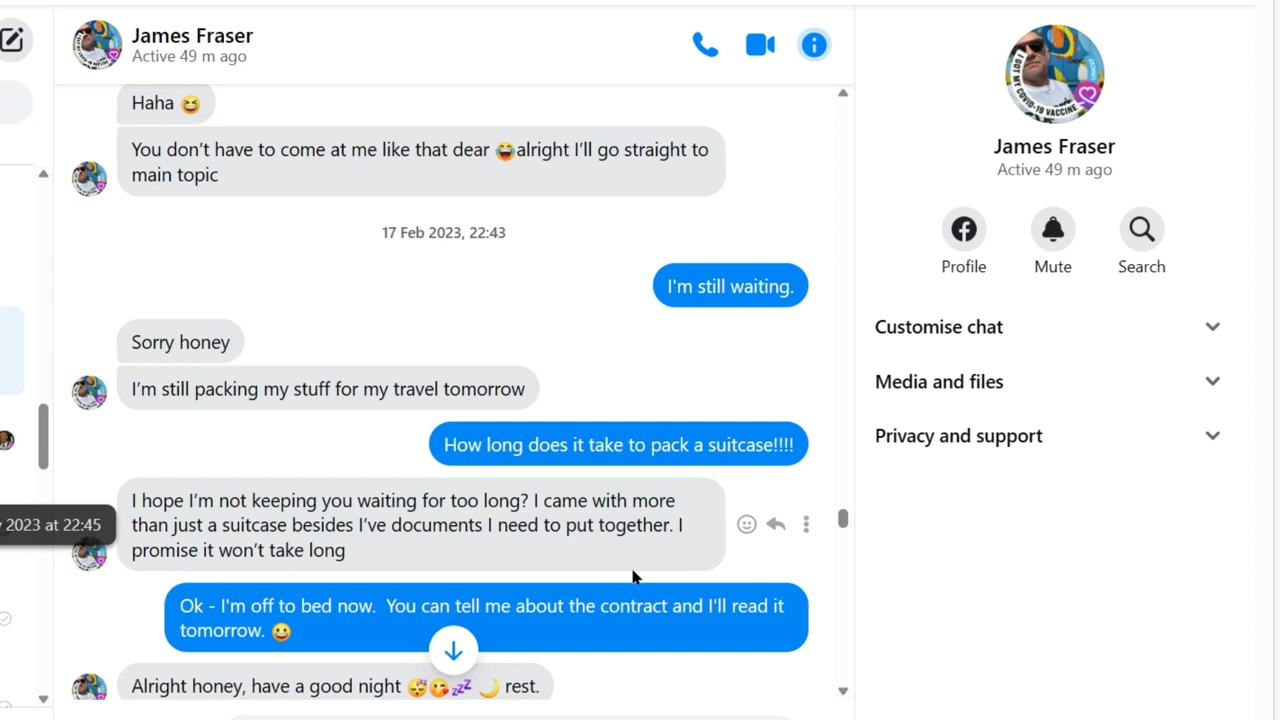 James Fraser
Active 49 m ago
Haha 😆
You don’t have to come at me like that dear 😂alright I’ll go straight to
main topic
17 Feb 2023, 22:43
I'm still waiting.
Sorry honey
I’m still packing my stuff for my travel tomorrow
How long does it take to pack a suitcase!!!!
I hope I’m not keeping you waiting for too long? I came with more
than just a suitcase besides I’ve documents I need to put together. I
promise it won’t take long
2023 at 22:45
Ok - I'm off to bed now. You can tell me about the contract and I'll read it
tomorrow. 😀
Alright honey, have a good night 😴😘💤 🌙 rest.
I GOT MY COVID-19 VACCINE
James Fraser
Active 49 m ago
Profile
Mute
Search
Customise chat
Media and files
Privacy and support